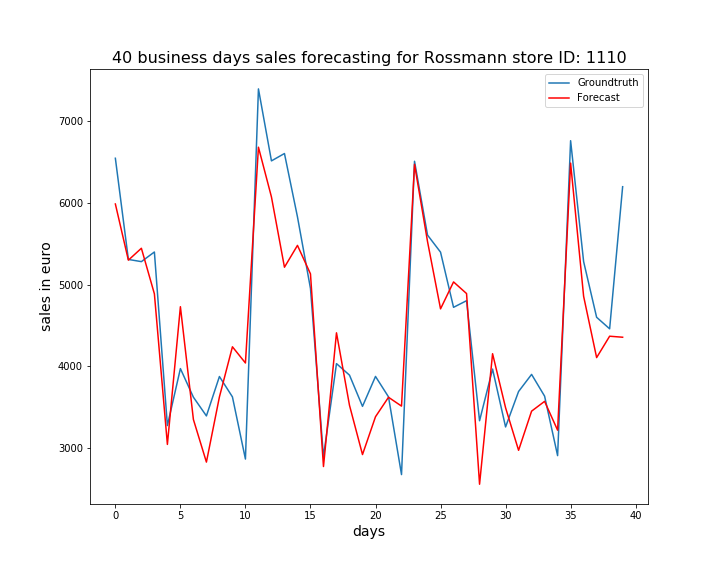 40 business days sales forecasting for Rossmann store ID: 1110
Groundtruth
Forecast
7000
6000
5000
4000
3000
sales in euro
0 5 10 15 20 25 30 35 40
days